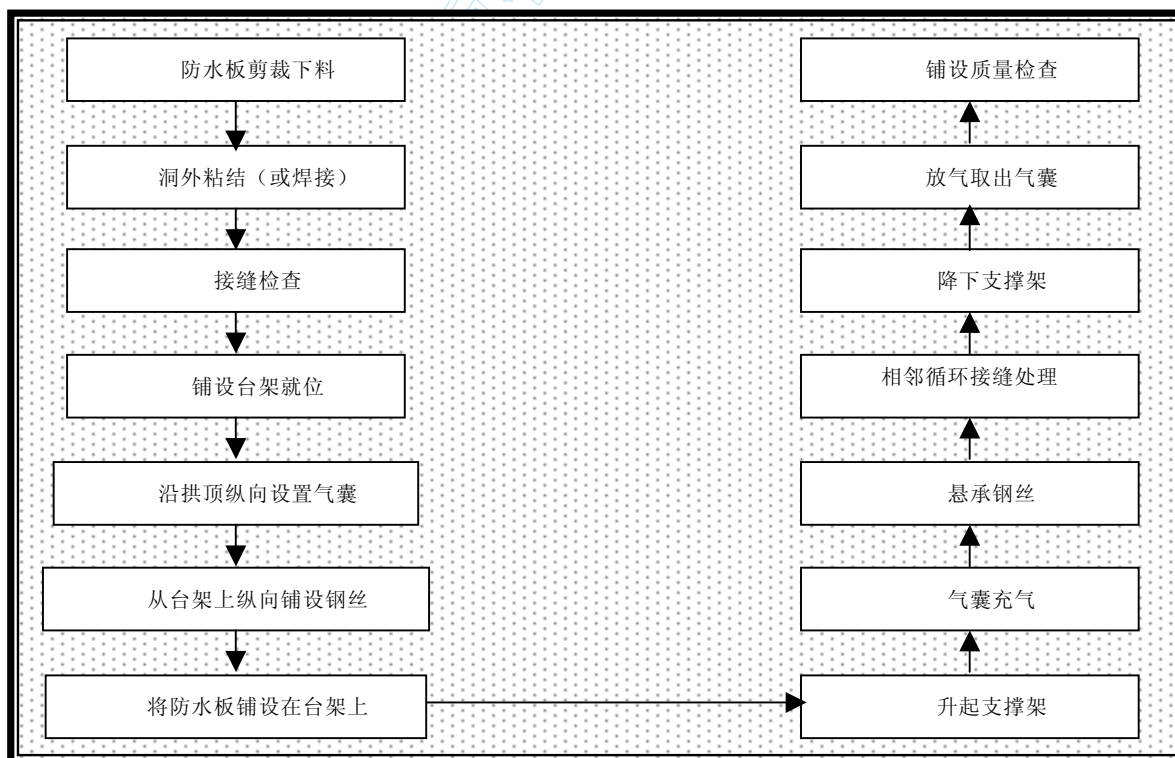 防水板剪裁下料
洞外粘结（或焊接）
接缝检查
铺设台架就位
沿拱顶纵向设置气囊
从台架上纵向铺设钢丝
将防水板铺设在台架上
升起支撑架
气囊充气
悬承钢丝
相邻循环接缝处理
降下支撑架
放气取出气囊
铺设质量检查